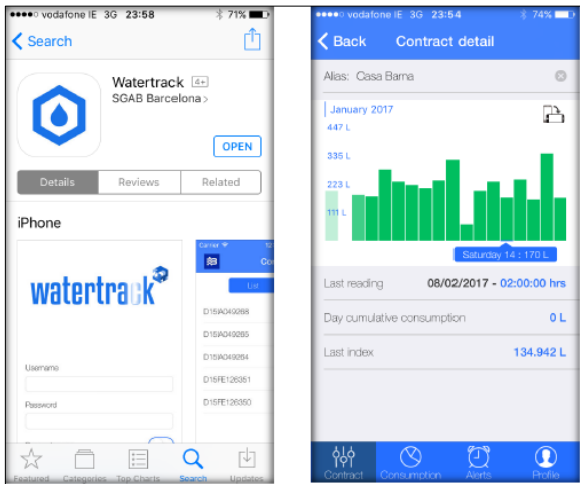 vodafone IE 3G 23:58 71%
Search
Watertrack 4+
SGAB Barcelona >
OPEN
Details Reviews Related
iPhone
watertrack
Username
Password
Carrier 12
Co
List
D15IA049268
D15IA049265
D15IA049264
D15FE126351
D15FE126350
Featured Categories Top Charts Search Updates
vodafone IE 3G 23:54 74%
Back Contract detail
Alias: Casa Barna
January 2017
447 L
335 L
223 L
111 L
Saturday 14 : 170 L
Last reading 08/02/2017 - 02:00:00 hrs
Day cumulative consumption 0 L
Last index 134.942 L
Contract Consumption Alerts Profile